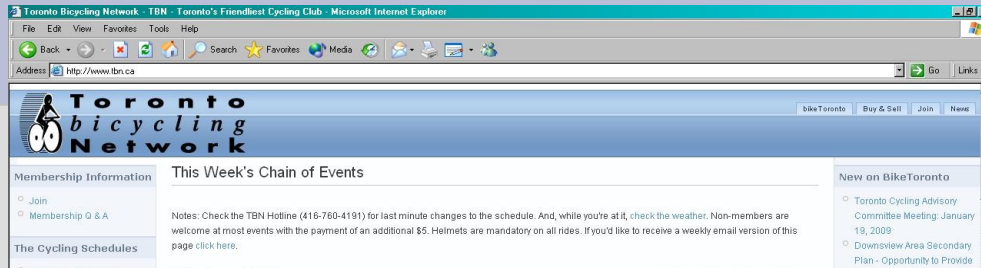 Toronto Bicycling Network - TBN - Toronto's Friendliest Cycling Club - Microsoft Internet Explorer
File Edit View Favorites Tools Help
Back Search Favorites Media
Address http://www.tbn.ca Go Links
Toronto
bicycling
Network
bikeToronto Buy & Sell Join News
Membership Information
Join
Membership Q & A
The Cycling Schedules
This Week's Chain of Events
Notes: Check the TBN Hotline (416-760-4191) for last minute changes to the schedule. And, while you're at it, check the weather. Non-members are
welcome at most events with the payment of an additional $5. Helmets are mandatory on all rides. If you'd like to receive a weekly email version of this
page click here.
New on BikeToronto
Toronto Cycling Advisory
Committee Meeting: January
19, 2009
Downsview Area Secondary
Plan - Opportunity to Provide